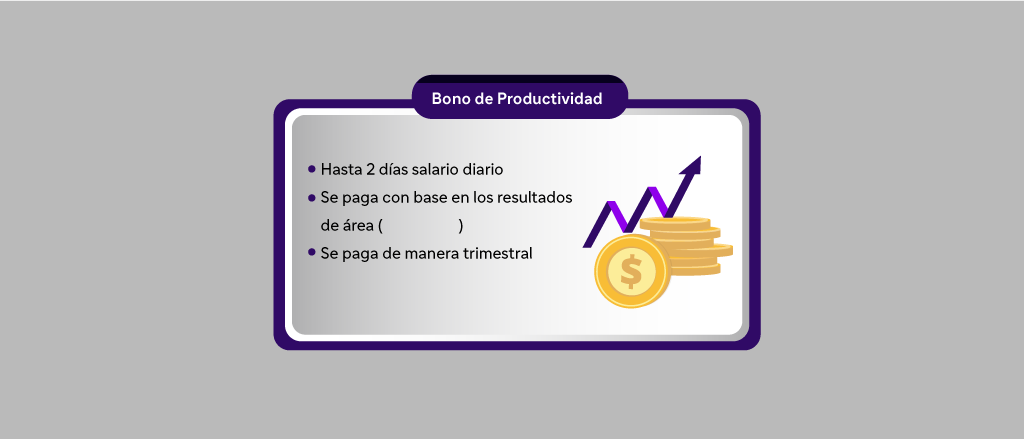 Bono de Productividad
Hasta 2 días salario diario
Se paga con base en los resultados
de área ( )
Se paga de manera trimestral
$